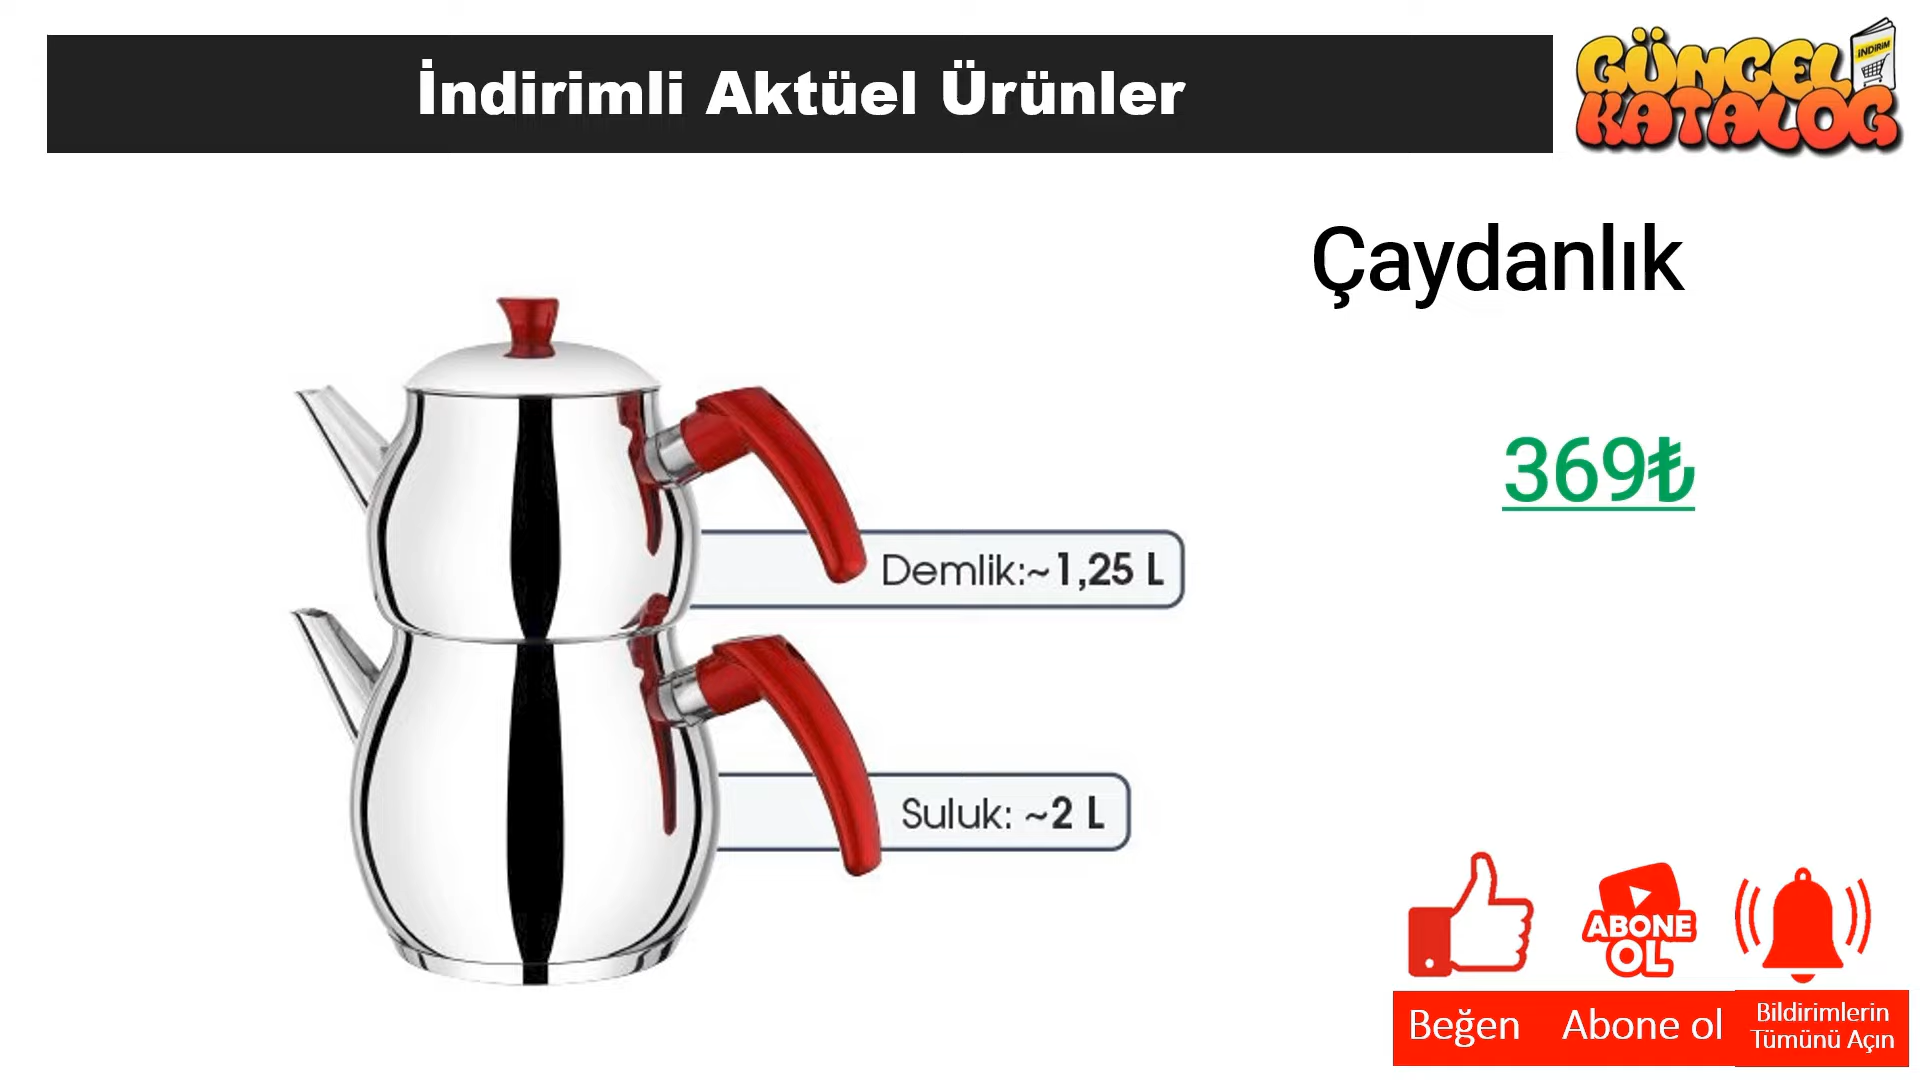 İndirimli Aktüel Ürünler
GÜNCEL
KATALOG
İNDİRİM
Çaydanlık
369₺
Demlik:~1,25 L
Suluk: ~2 L
ABONE
OL
Beğen
Abone ol
Bildirimlerin
Tümünü Açın